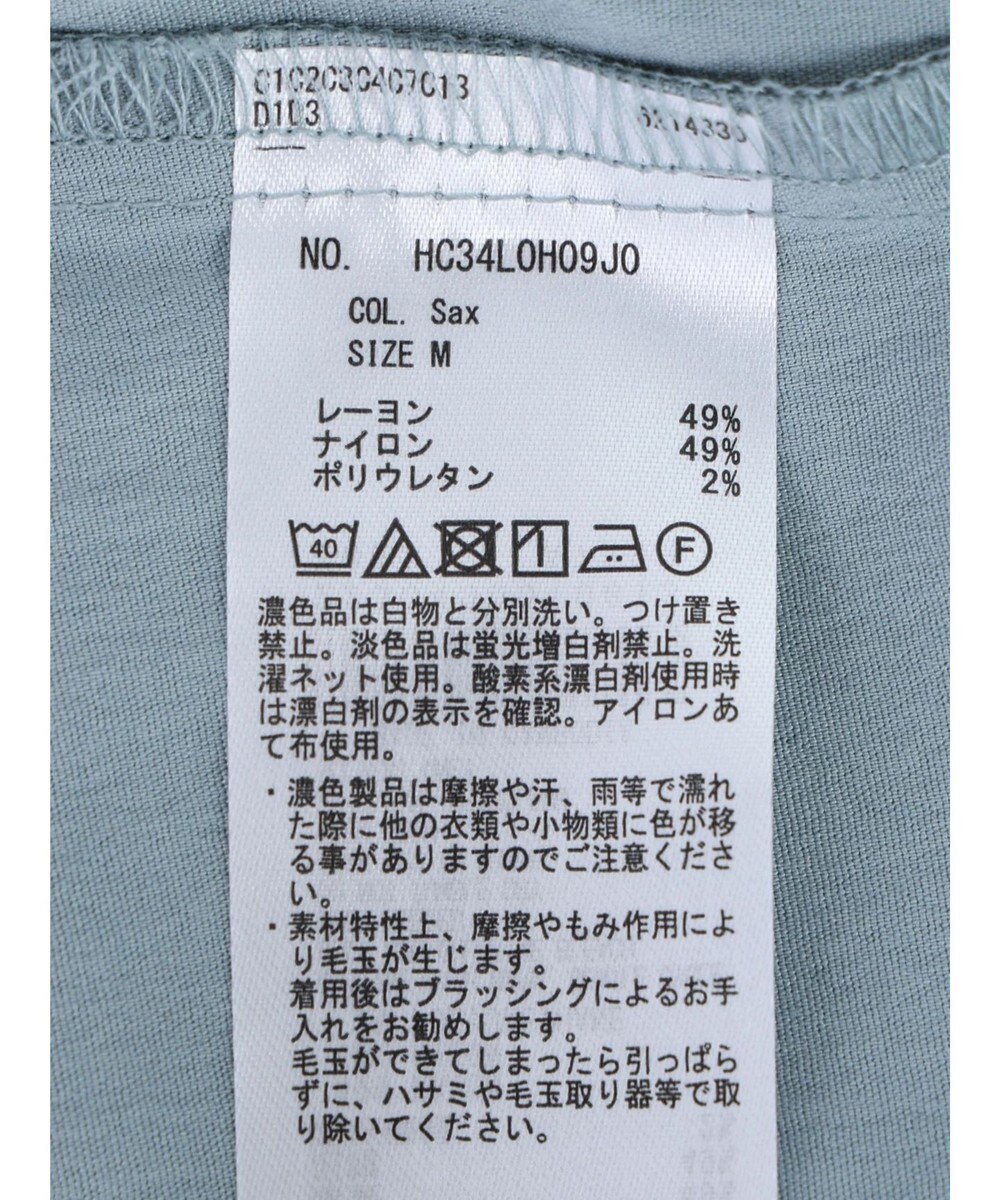 C1C2C3C4C7C13
NO. HC34L0H09J0
COL. Sax
SIZE M
レーヨン 49%
ナイロン 49%
ポリウレタン 2%
40 F
濃色品は白物と分別洗い。つけ置き
禁止。淡色品は蛍光増白剤禁止。洗
濯ネット使用。酸素系漂白剤使用時
は漂白剤の表示を確認。アイロンあ
て布使用。
・濃色製品は摩擦や汗、雨等で濡れ
た際に他の衣類や小物類に色が移
る事がありますのでご注意くださ
い。
・素材特性上、摩擦やもみ作用によ
り毛玉が生じます。
着用後はブラッシングによるお手
入れをお勧めします。
毛玉ができてしまったら引っぱら
ずに、ハサミや毛玉取り器等で取
り除いてください。